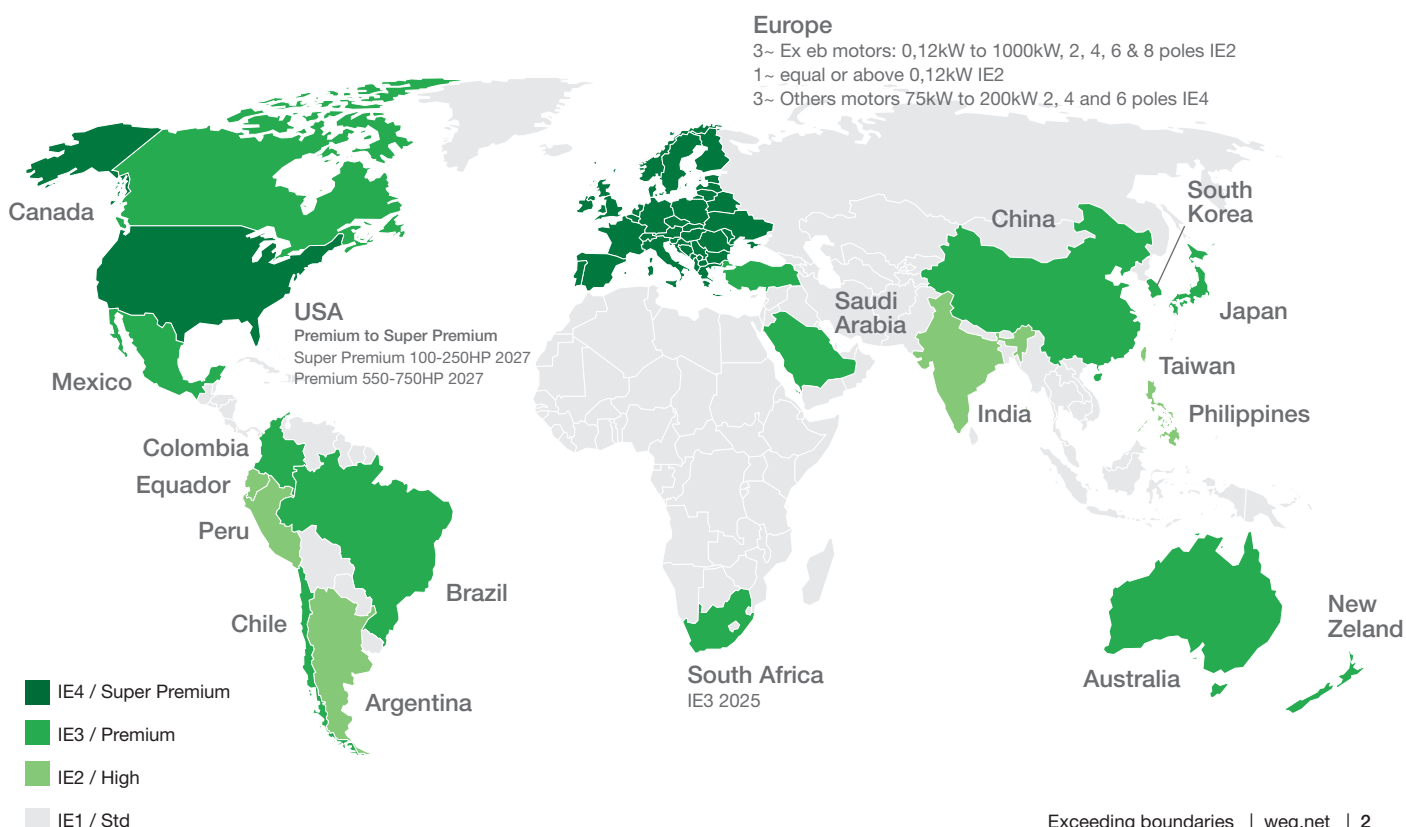 Europe
3~ Ex eb motors: 0,12kW to 1000kW, 2, 4, 6 & 8 poles IE2
1~ equal or above 0,12kW IE2
3~ Others motors 75kW to 200kW 2, 4 and 6 poles IE4
Canada
South
Korea
China
USA
Premium to Super Premium
Super Premium 100-250HP 2027
Premium 550-750HP 2027
Saudi
Arabia
Japan
Mexico
Taiwan
India
Philippines
Colombia
Equador
Peru
Brazil
Chile
New
Zeland
South Africa
IE3 2025
Australia
Argentina
IE4 / Super Premium
IE3 / Premium
IE2 / High
IE1 / Std
Exceeding boundaries | weg.net | 2